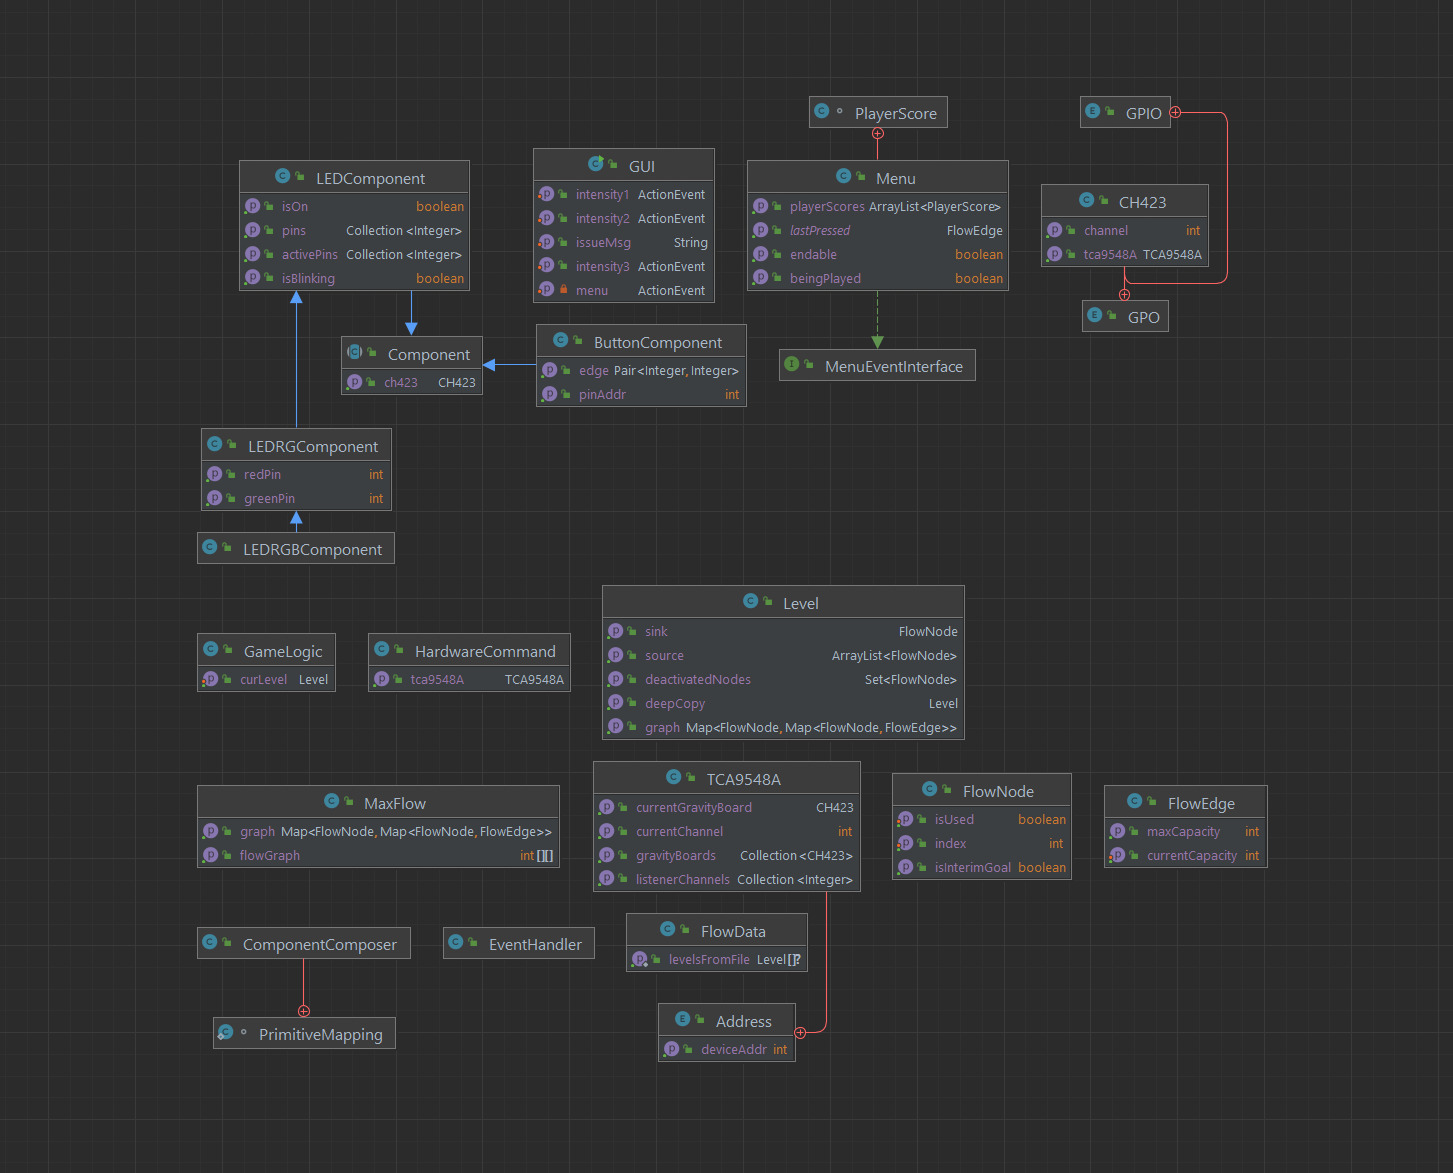 PlayerScore
GPIO
LEDComponent
isOn boolean
pins Collection <Integer>
activePins Collection <Integer>
isBlinking boolean
GUI
intensity1 ActionEvent
intensity2 ActionEvent
issueMsg String
intensity3 ActionEvent
menu ActionEvent
Menu
playerScores ArrayList<PlayerScore>
lastPressed FlowEdge
endable boolean
beingPlayed boolean
CH423
channel int
tca9548A TCA9548A
GPO
Component
ch423 CH423
ButtonComponent
edge Pair<Integer, Integer>
pinAddr int
MenuEventInterface
LEDRGComponent
redPin int
greenPin int
LEDRGBComponent
GameLogic
curLevel Level
HardwareCommand
tca9548A TCA9548A
Level
sink FlowNode
source ArrayList<FlowNode>
deactivatedNodes Set<FlowNode>
deepCopy Level
graph Map<FlowNode, Map<FlowNode, FlowEdge>>
MaxFlow
graph Map<FlowNode, Map<FlowNode, FlowEdge>>
flowGraph int[][]
TCA9548A
currentGravityBoard CH423
currentChannel int
gravityBoards Collection <CH423>
listenerChannels Collection <Integer>
FlowNode
isUsed boolean
index int
isInterimGoal boolean
FlowEdge
maxCapacity int
currentCapacity int
ComponentComposer
EventHandler
FlowData
levelsFromFile Level[]?
PrimitiveMapping
Address
deviceAddr int